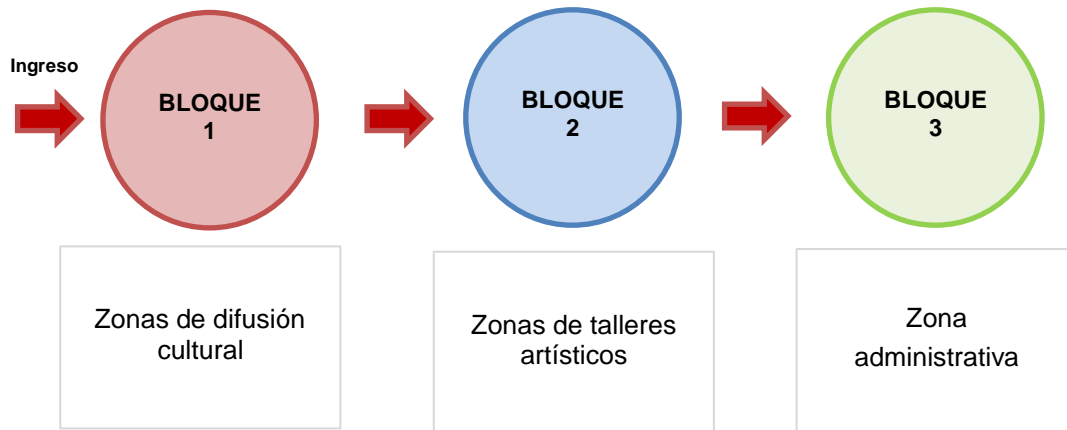 Ingreso
BLOQUE
1
BLOQUE
2
BLOQUE
3
Zonas de difusión
cultural
Zonas de talleres
artísticos
Zona
administrativa